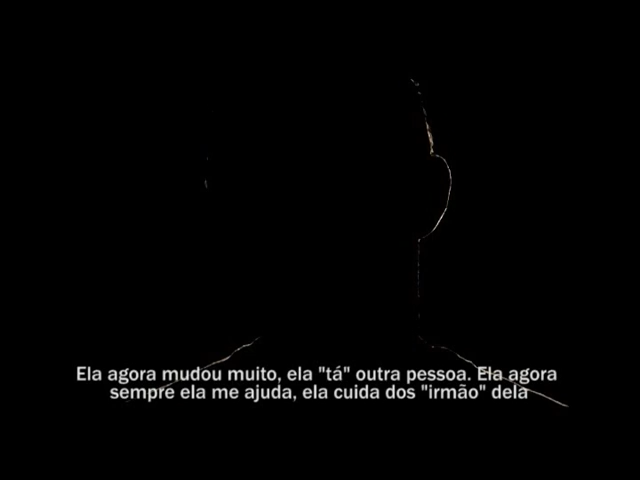 Ela agora mudou muito, ela "tá" outra pessoa. Ela agora
sempre ela me ajuda, ela cuida dos "irmão" dela